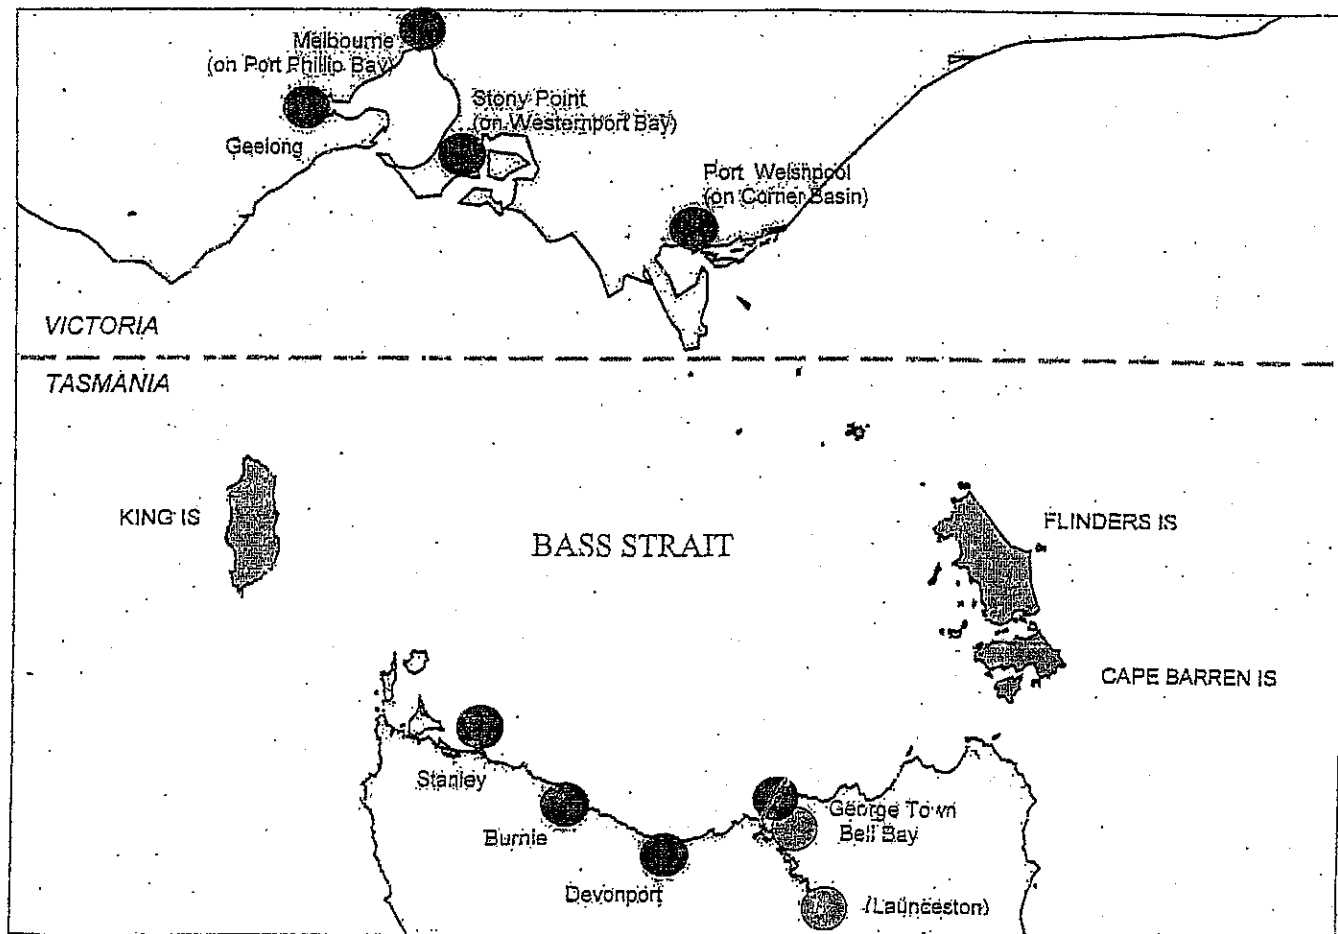 Melbourne
(on Port Phillip Bay)
Stony Point
(on Westernport Bay)
Geelong
Port Welshpool
(on Corner Basin)
VICTORIA
TASMANIA
KING IS
BASS STRAIT
FLINDERS IS
CAPE BARREN IS
Stanley
George Town
Bell Bay
Burnie
Devonport
(Launceston)